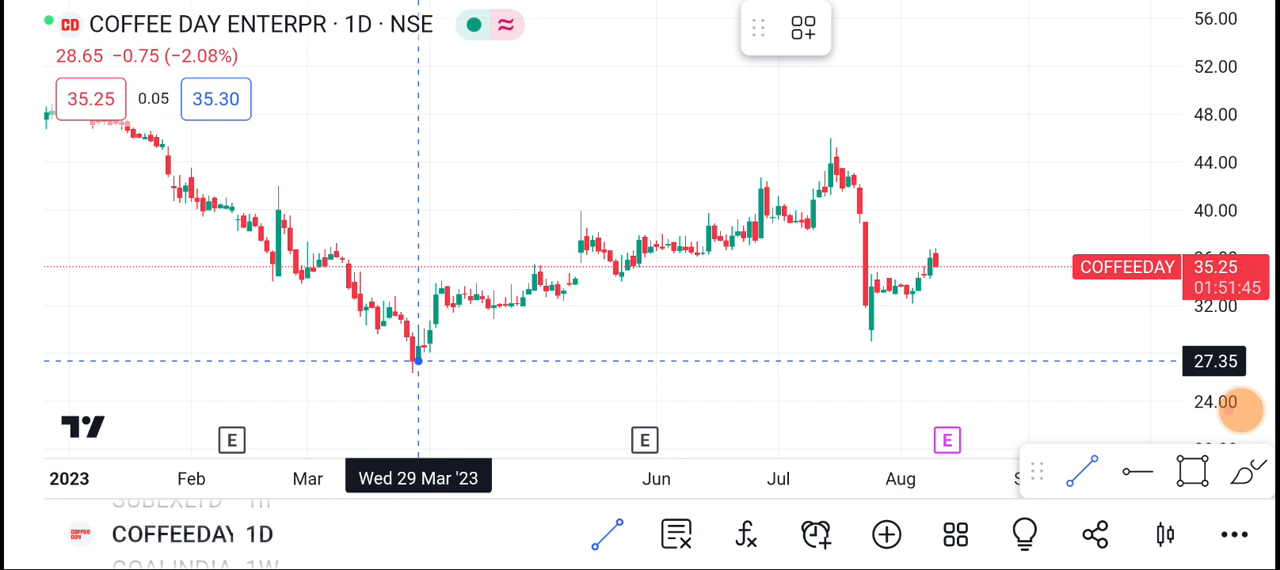 COFFEE DAY ENTERPR · 1D · NSE
28.65 −0.75 (−2.08%)
35.25 0.05 35.30
56.00
52.00
48.00
44.00
40.00
COFFEEDAY 35.25
01:51:45
32.00
27.35
24.00
E E E
2023 Feb Mar Wed 29 Mar '23 Jun Jul Aug
COFFEEDAY 1D
COALINDIA 1W